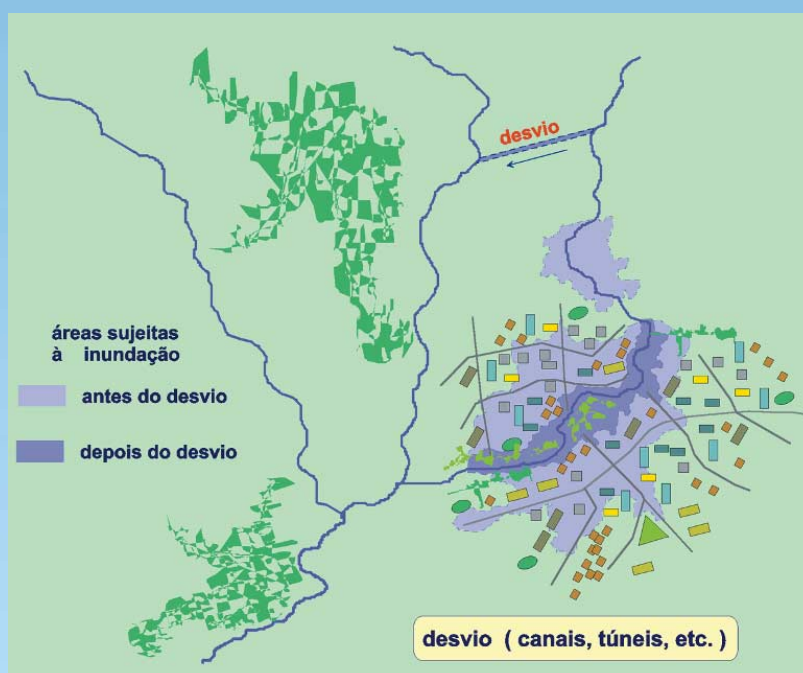 desvio
áreas sujeitas
à inundação
antes do desvio
depois do desvio
desvio ( canais, túneis, etc. )